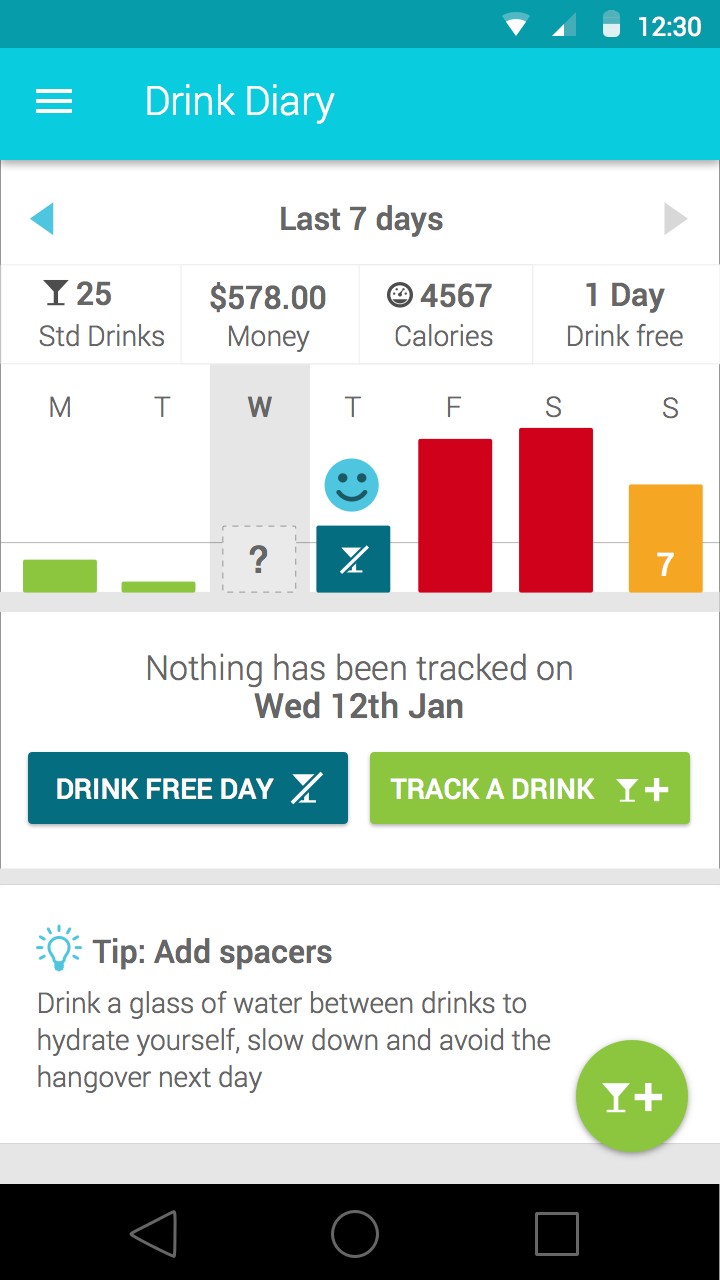 12:30
Drink Diary
Last 7 days
25 $578.00 4567 1 Day
Std Drinks Money Calories Drink free
M T W T F S S
?
7
Nothing has been tracked on
Wed 12th Jan
DRINK FREE DAY TRACK A DRINK
Tip: Add spacers
Drink a glass of water between drinks to
hydrate yourself, slow down and avoid the
hangover next day